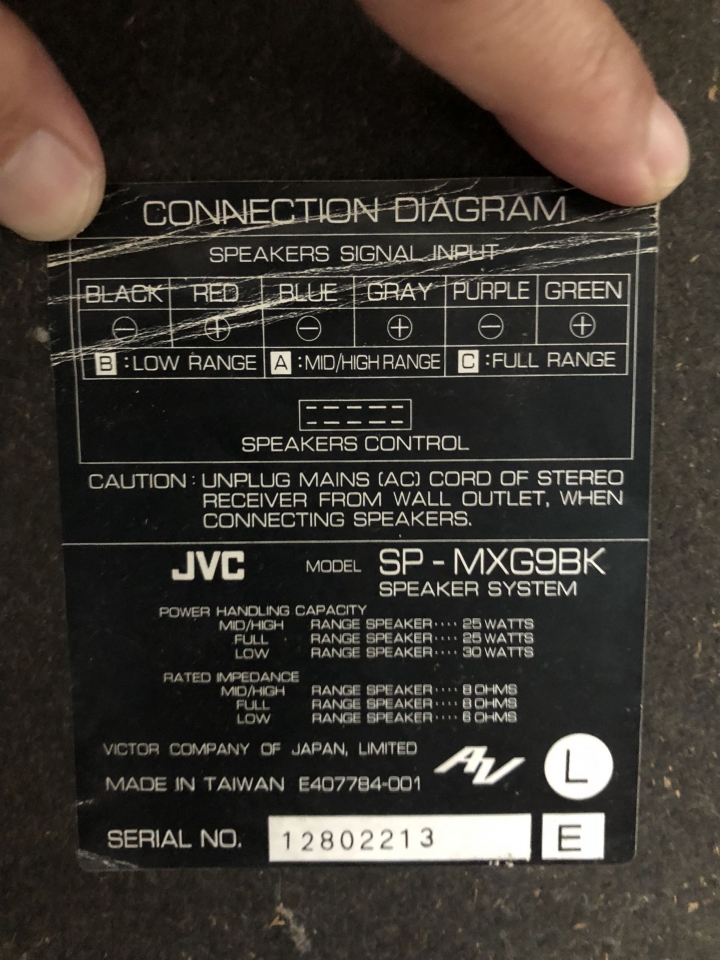 CONNECTION DIAGRAM
SPEAKERS SIGNAL INPUT
BLACK RED BLUE GRAY PURPLE GREEN
⊖ ⊕ ⊖ ⊕ ⊖ ⊕
B :LOW RANGE A :MID/HIGH RANGE C :FULL RANGE
SPEAKERS CONTROL
CAUTION : UNPLUG MAINS (AC) CORD OF STEREO
RECEIVER FROM WALL OUTLET, WHEN
CONNECTING SPEAKERS.
JVC MODEL SP-MXG9BK
SPEAKER SYSTEM
POWER HANDLING CAPACITY
MID/HIGH RANGE SPEAKER···· 25 WATTS
FULL RANGE SPEAKER···· 25 WATTS
LOW RANGE SPEAKER···· 30 WATTS
RATED IMPEDANCE
MID/HIGH RANGE SPEAKER···· 8 OHMS
FULL RANGE SPEAKER···· 8 OHMS
LOW RANGE SPEAKER···· 6 OHMS
VICTOR COMPANY OF JAPAN, LIMITED AV L
MADE IN TAIWAN E407784-001
SERIAL NO. 12802213 E